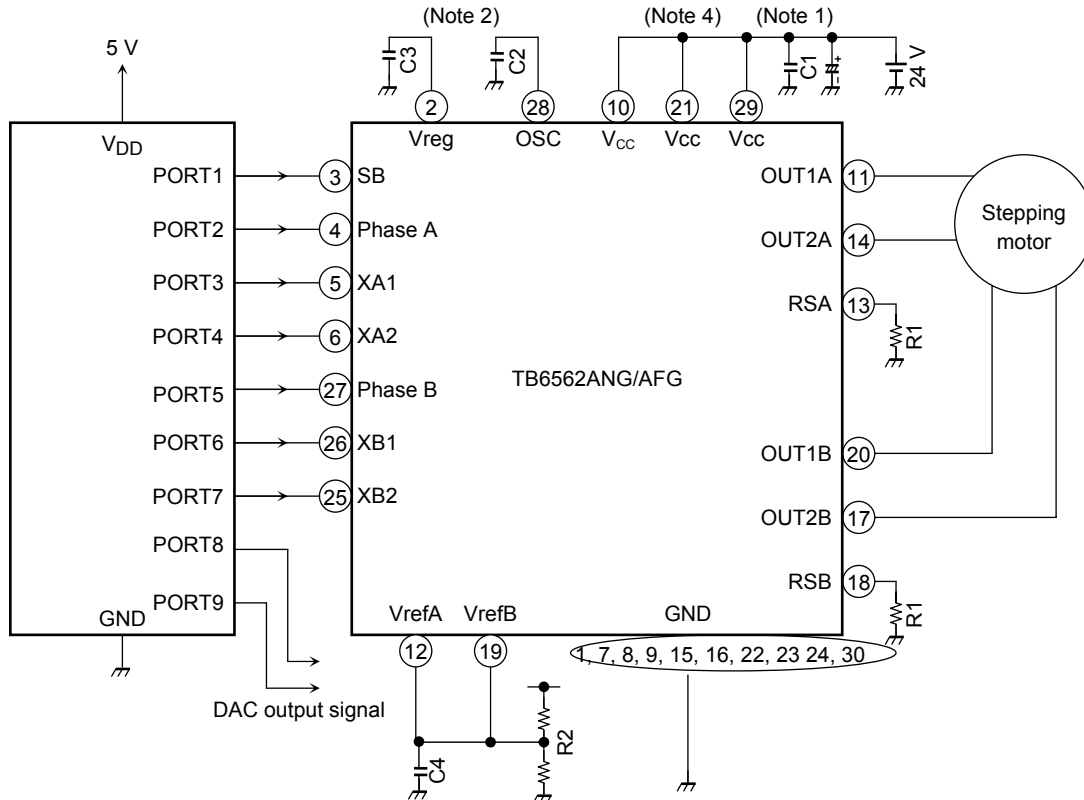 (Note 2) (Note 4) (Note 1)
5 V
C3 C2 C1 - + 24 V
2 28 10 21 29
VDD Vreg OSC VCC Vcc Vcc
PORT1 3 SB OUT1A 11
PORT2 4 Phase A OUT2A 14
Stepping
motor
PORT3 5 XA1 RSA 13
R1
PORT4 6 XA2
TB6562ANG/AFG
PORT5 27 Phase B
PORT6 26 XB1 OUT1B 20
PORT7 25 XB2 OUT2B 17
PORT8
RSB 18
R1
PORT9
GND VrefA VrefB GND
12 19 1, 7, 8, 9, 15, 16, 22, 23 24, 30
DAC output signal
C4 R2